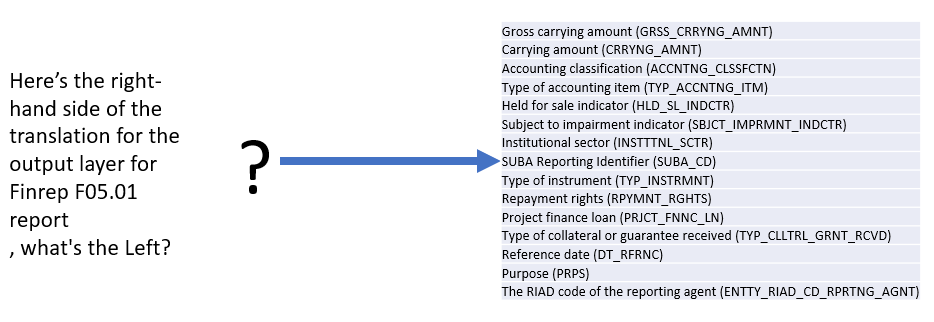 Here's the right-
hand side of the
translation for the
output layer for
Finrep F05.01
report
, what's the Left?
?
Gross carrying amount (GRSS_CRRYNG_AMNT)
Carrying amount (CRRYNG_AMNT)
Accounting classification (ACCNTNG_CLSSFCTN)
Type of accounting item (TYP_ACCNTNG_ITM)
Held for sale indicator (HLD_SL_INDCTR)
Subject to impairment indicator (SBJCT_IMPRMNT_INDCTR)
Institutional sector (INSTTTNL_SCTR)
SUBA Reporting Identifier (SUBA_CD)
Type of instrument (TYP_INSTRMNT)
Repayment rights (RPYMNT_RGHTS)
Project finance loan (PRJCT_FNNC_LN)
Type of collateral or guarantee received (TYP_CLLTRL_GRNT_RCVD)
Reference date (DT_RFRNC)
Purpose (PRPS)
The RIAD code of the reporting agent (ENTTY_RIAD_CD_RPRTNG_AGNT)